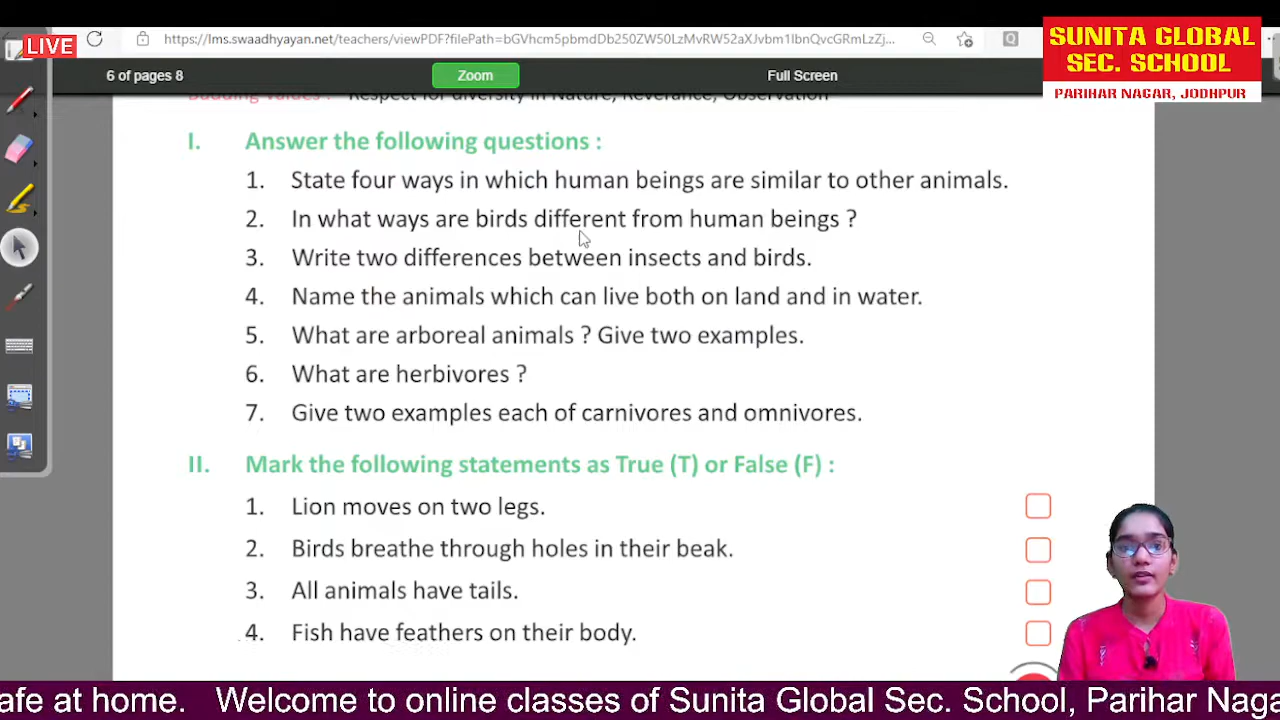 LIVE
https://lms.swaadhyayan.net/teachers/viewPDF?filePath=bGVhcm5pbmdDb250ZW50LzMvRW52aXJvbm1lbnQvcGRmLzZj...
SUNITA GLOBAL
SEC. SCHOOL
PARIHAR NAGAR, JODHPUR
6 of pages 8
Zoom
Full Screen
Budding Values : Respect for diversity in Nature, Reverance, Observation
I. Answer the following questions :
1. State four ways in which human beings are similar to other animals.
2. In what ways are birds different from human beings ?
3. Write two differences between insects and birds.
4. Name the animals which can live both on land and in water.
5. What are arboreal animals ? Give two examples.
6. What are herbivores ?
7. Give two examples each of carnivores and omnivores.
II. Mark the following statements as True (T) or False (F) :
1. Lion moves on two legs.
2. Birds breathe through holes in their beak.
3. All animals have tails.
4. Fish have feathers on their body.
afe at home. Welcome to online classes of Sunita Global Sec. School, Parihar Naga